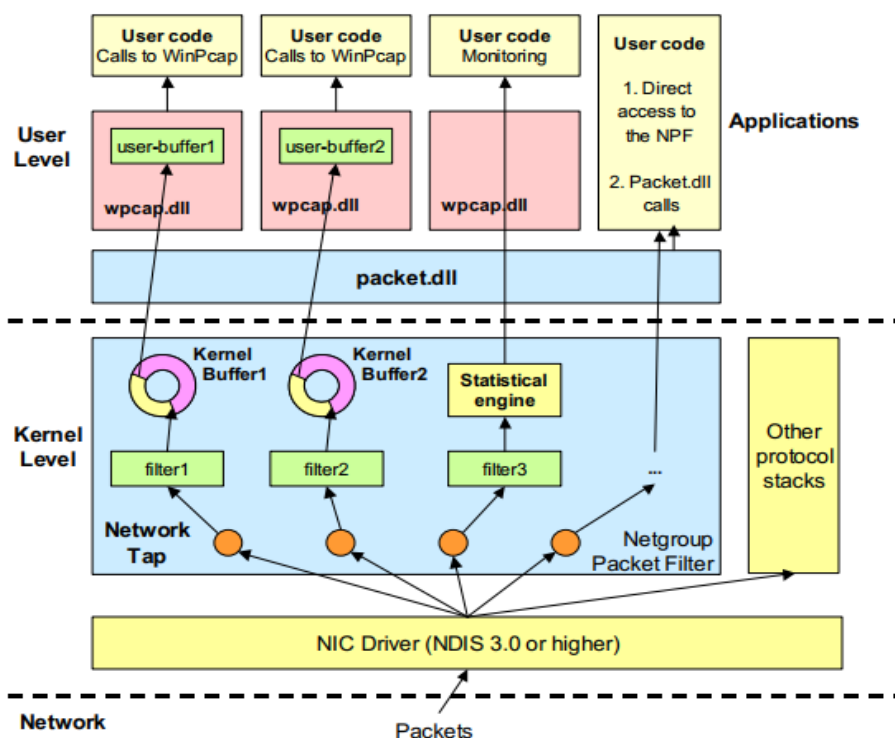 User code
Calls to WinPcap
User code
Calls to WinPcap
User code
Monitoring
User code
1. Direct
access to
the NPF
2. Packet.dll
calls
User
Level
Applications
user-buffer1
user-buffer2
wpcap.dll
wpcap.dll
wpcap.dll
packet.dll
Kernel
Buffer1
Kernel
Buffer2
Statistical
engine
Kernel
Level
Other
protocol
stacks
filter1
filter2
filter3
...
Network
Tap
Netgroup
Packet Filter
NIC Driver (NDIS 3.0 or higher)
Network
Packets